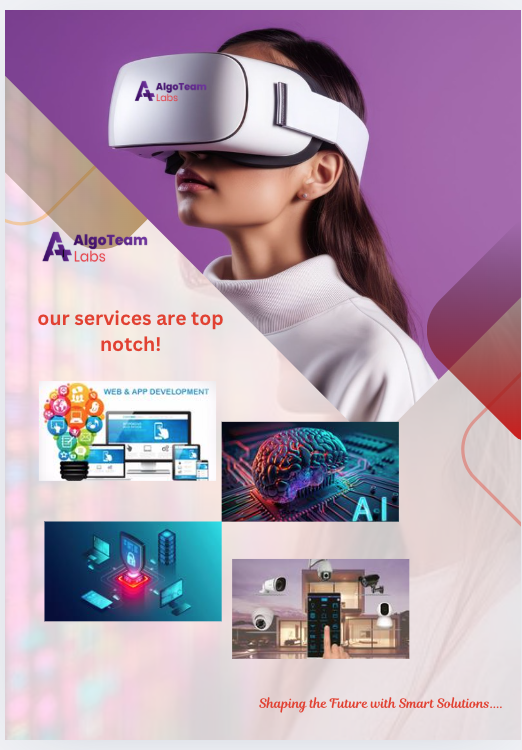 AlgoTeam
Labs
AlgoTeam
Labs
our services are top
notch!
WEB & APP DEVELOPMENT
AI
Shaping the Future with Smart Solutions....